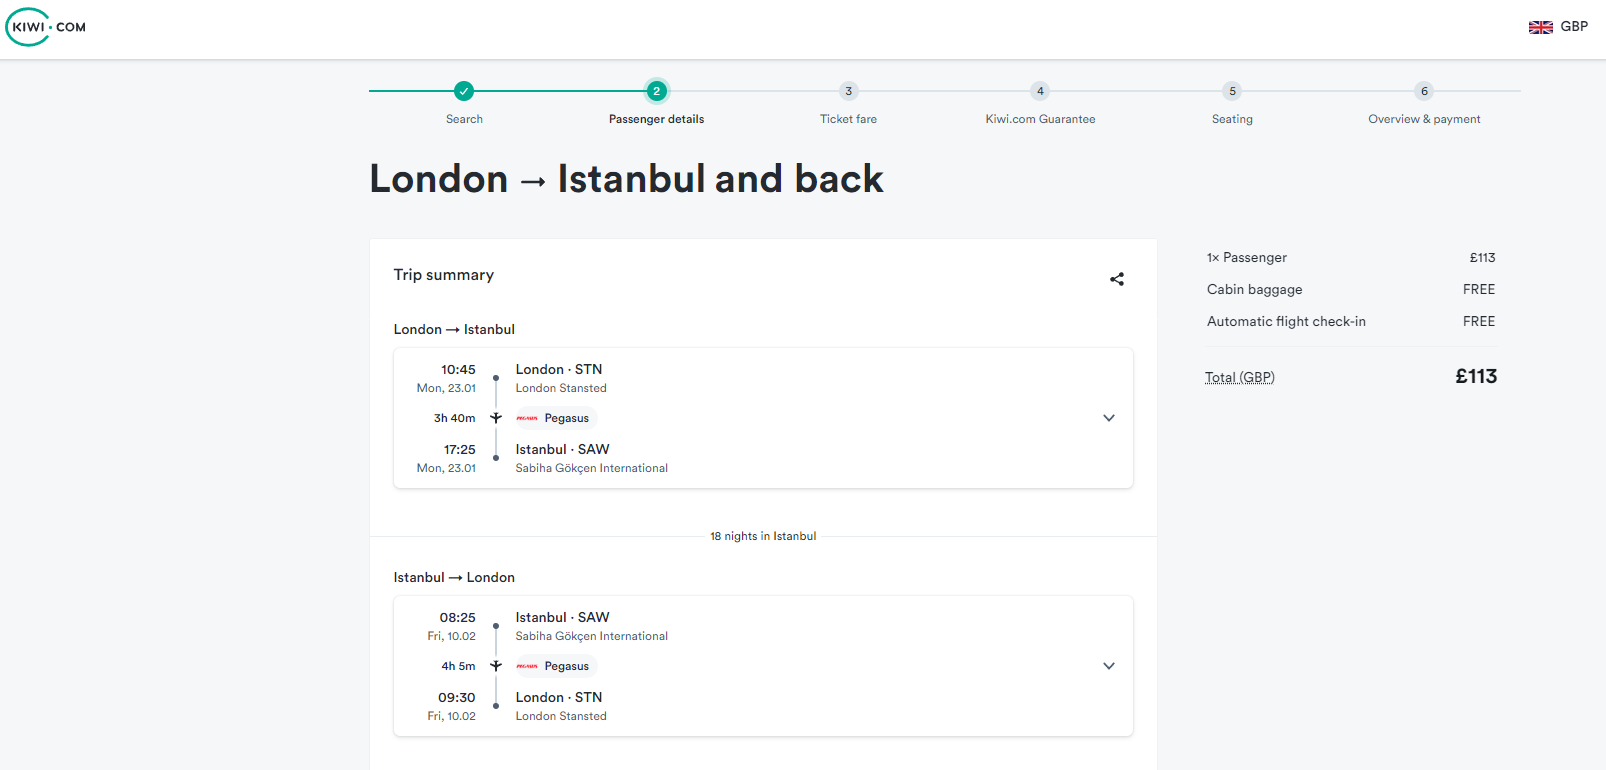 KIWI·COM
GBP
2 3 4 5 6
Search Passenger details Ticket fare Kiwi.com Guarantee Seating Overview & payment
London → Istanbul and back
Trip summary
London → Istanbul
10:45 London · STN
Mon, 23.01 London Stansted
3h 40m PEGASUS Pegasus
17:25 Istanbul · SAW
Mon, 23.01 Sabiha Gökçen International
18 nights in Istanbul
Istanbul → London
08:25 Istanbul · SAW
Fri, 10.02 Sabiha Gökçen International
4h 5m PEGASUS Pegasus
09:30 London · STN
Fri, 10.02 London Stansted
1× Passenger £113
Cabin baggage FREE
Automatic flight check-in FREE
Total (GBP) £113